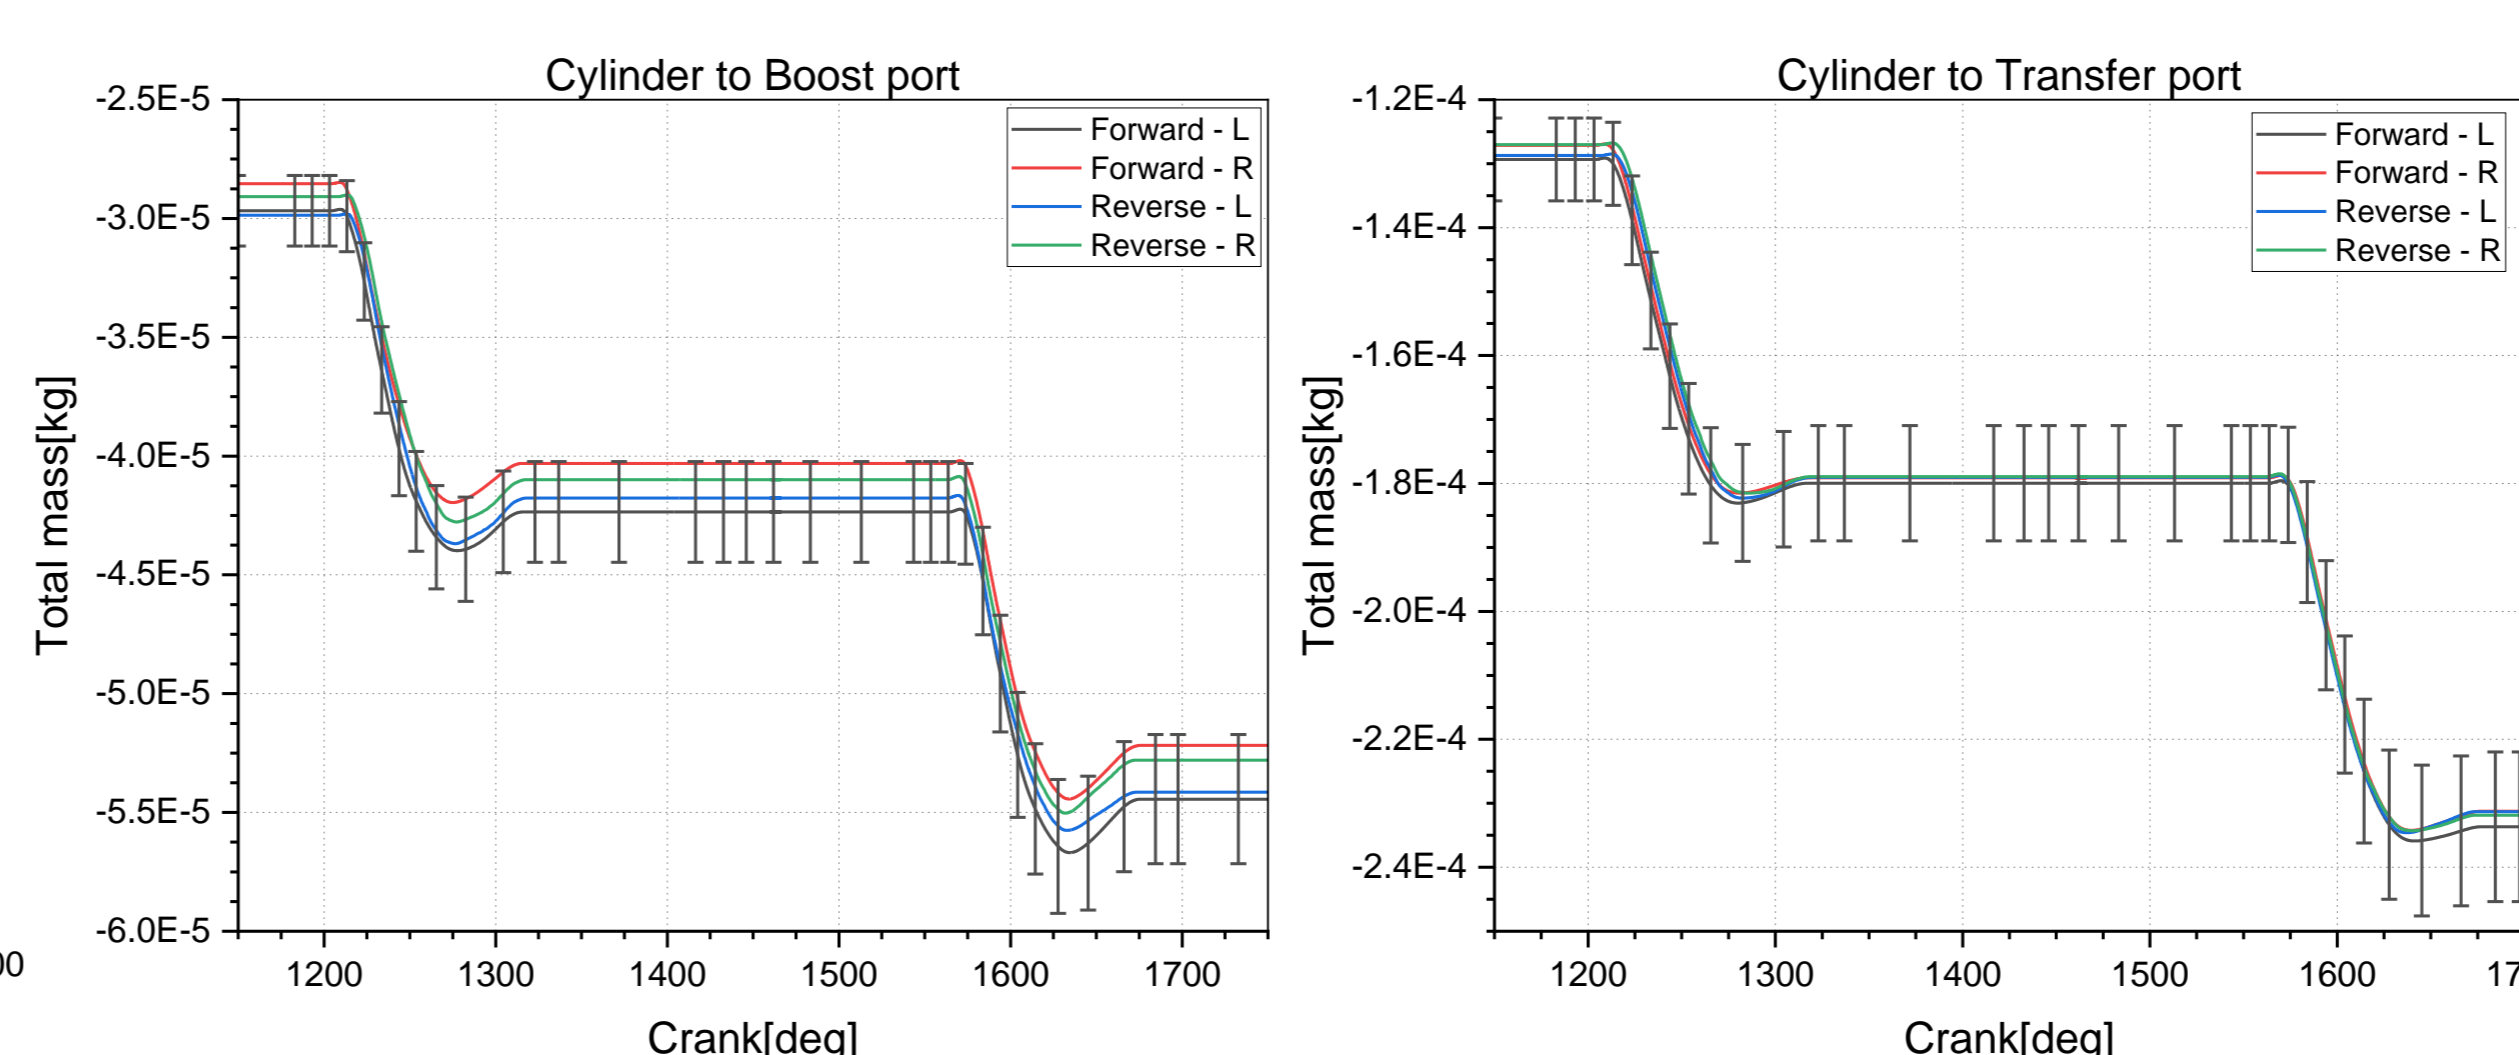 Cylinder to Boost port
-2.5E-5
-3.0E-5
-3.5E-5
-4.0E-5
-4.5E-5
-5.0E-5
-5.5E-5
-6.0E-5
Total mass[kg]
Forward - L
Forward - R
Reverse - L
Reverse - R
1200 1300 1400 1500 1600 1700
Crank[deg]
Cylinder to Transfer port
-1.2E-4
-1.4E-4
-1.6E-4
-1.8E-4
-2.0E-4
-2.2E-4
-2.4E-4
Total mass[kg]
Forward - L
Forward - R
Reverse - L
Reverse - R
1200 1300 1400 1500 1600
Crank[deg]